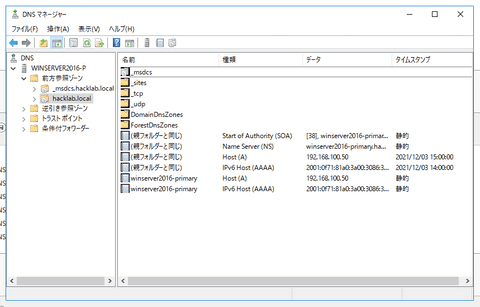 DNS マネージャー
ファイル(F) 操作(A) 表示(V) ヘルプ(H)
DNS
WINSERVER2016-P
前方参照ゾーン
_msdcs.hacklab.local
hacklab.local
逆引き参照ゾーン
トラスト ポイント
条件付フォワーダー
名前 種類 データ タイムスタンプ
_msdcs
_sites
_tcp
_udp
DomainDnsZones
ForestDnsZones
(親フォルダーと同じ) Start of Authority (SOA) [38], winserver2016-primar... 静的
(親フォルダーと同じ) Name Server (NS) winserver2016-primary.ha... 静的
(親フォルダーと同じ) Host (A) 192.168.100.50 2021/12/03 15:00:00
(親フォルダーと同じ) IPv6 Host (AAAA) 2001:0f71:81a0:3a00:3086:3... 2021/12/03 14:00:00
winserver2016-primary Host (A) 192.168.100.50 静的
winserver2016-primary IPv6 Host (AAAA) 2001:0f71:81a0:3a00:3086:3... 静的